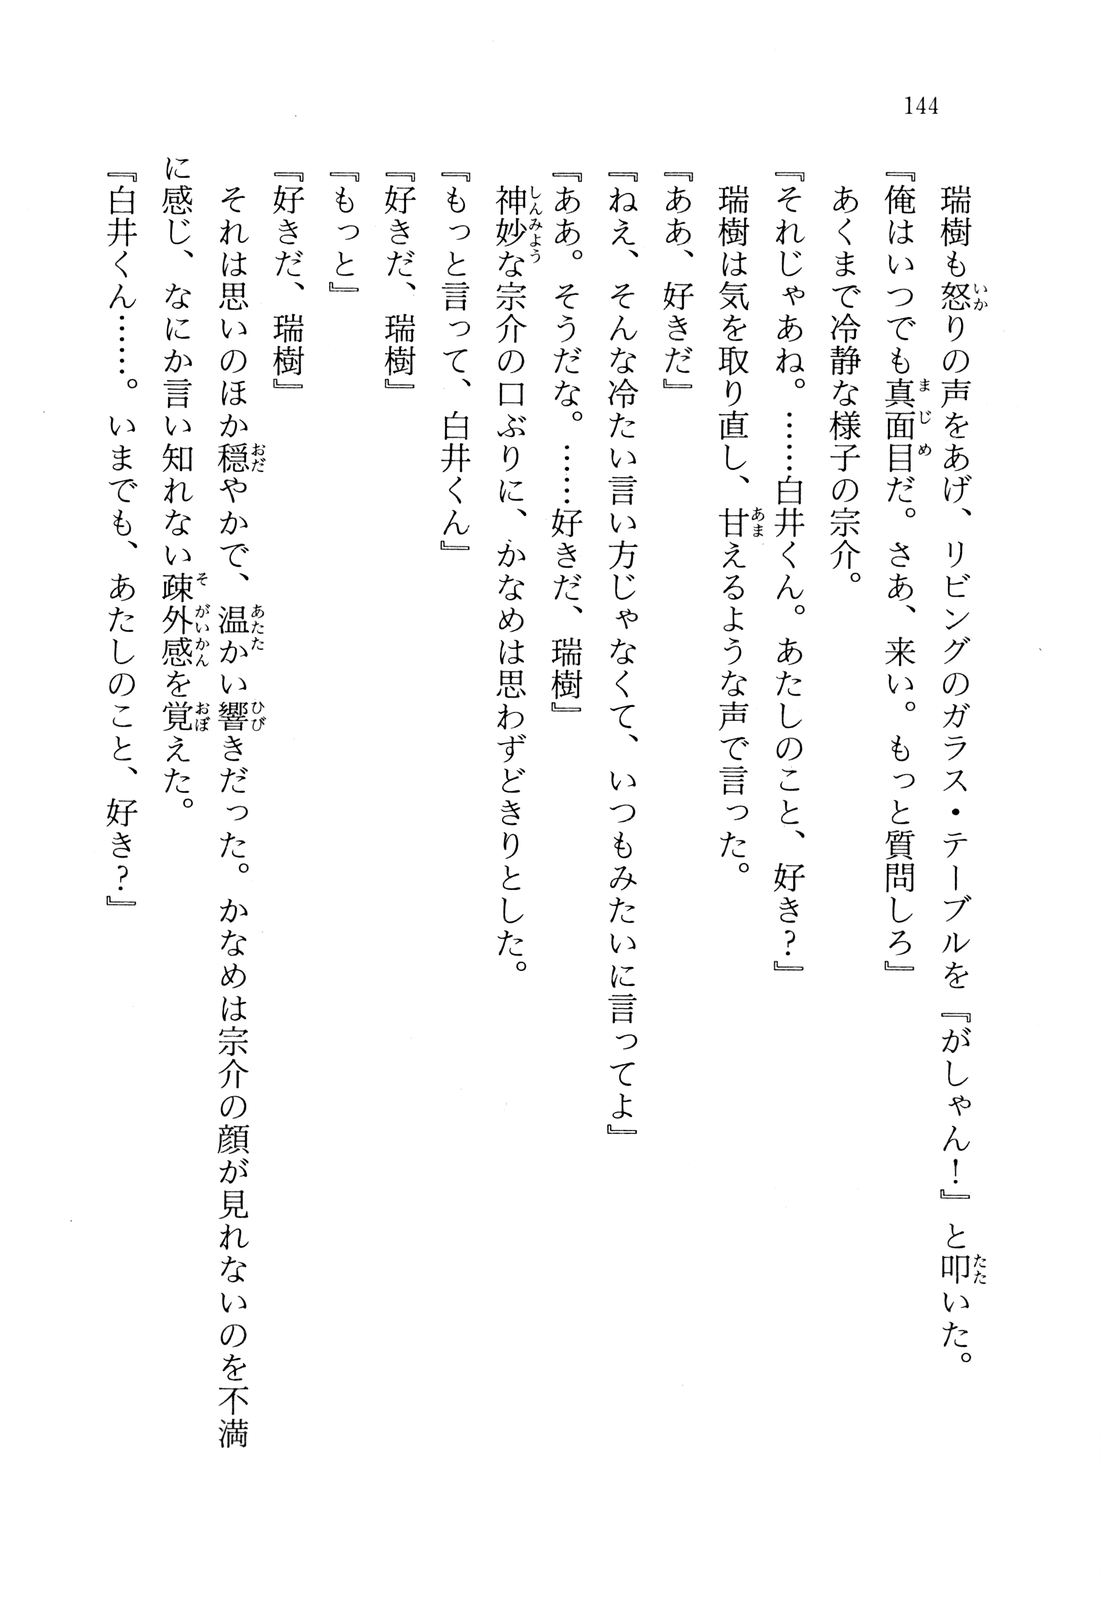 144
瑞樹も怒りの声をあげ、リビングのガラス・テーブルを『がしゃん！』と叩いた。
『俺はいつでも真面目だ。さあ、来い。もっと質問しろ』
あくまで冷静な様子の宗介。
『それじゃあね。……白井くん。あたしのこと、好き？』
瑞樹は気を取り直し、甘えるような声で言った。
『ああ、好きだ』
『ねえ、そんな冷たい言い方じゃなくて、いつもみたいに言ってよ』
『ああ。そうだな。……好きだ、瑞樹』
神妙な宗介の口ぶりに、かなめは思わずどきりとした。
『もっと言って、白井くん』
『好きだ、瑞樹』
『もっと』
『好きだ、瑞樹』
それは思いのほか穏やかで、温かい響きだった。かなめは宗介の顔が見れないのを不満
に感じ、なにか言い知れない疎外感を覚えた。
『白井くん……。いまでも、あたしのこと、好き？』